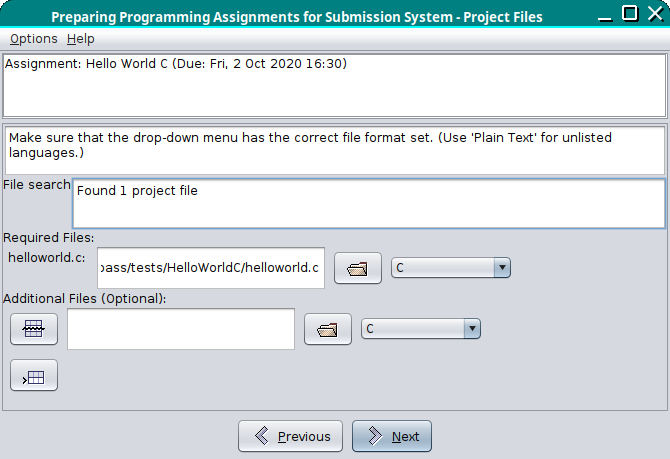 Preparing Programming Assignments for Submission System - Project Files
Options Help
Assignment: Hello World C (Due: Fri, 2 Oct 2020 16:30)
Make sure that the drop-down menu has the correct file format set. (Use 'Plain Text' for unlisted
languages.)
File search
Found 1 project file
Required Files:
helloworld.c:
pass/tests/HelloWorldC/helloworld.c
C
Additional Files (Optional):
C
Previous
Next